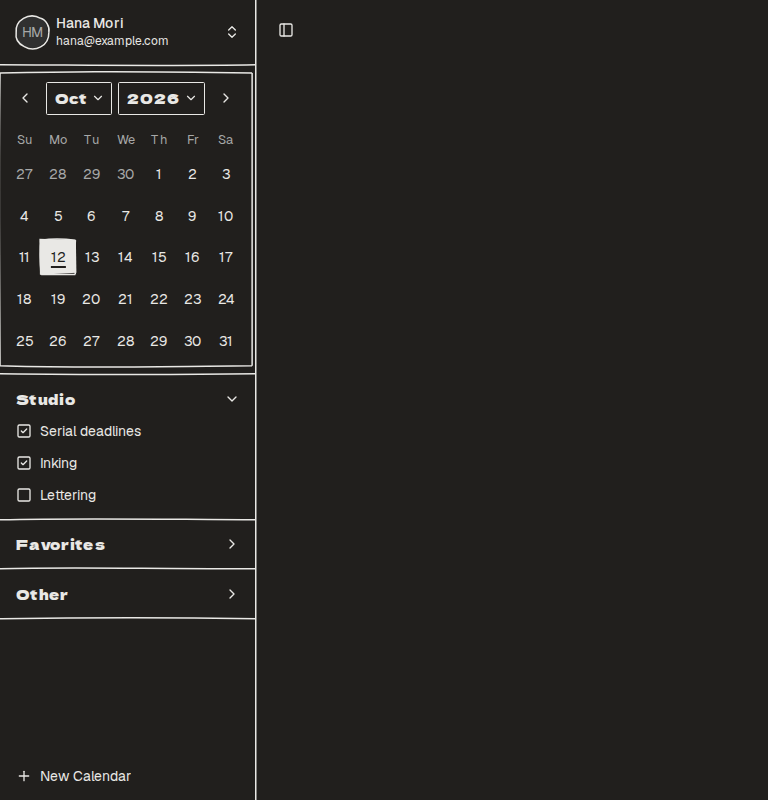 HM
Hana Mori
hana@example.com
Oct 2026
Su Mo Tu We Th Fr Sa
27 28 29 30 1 2 3
4 5 6 7 8 9 10
11 12 13 14 15 16 17
18 19 20 21 22 23 24
25 26 27 28 29 30 31
Studio
Serial deadlines
Inking
Lettering
Favorites
Other
New Calendar